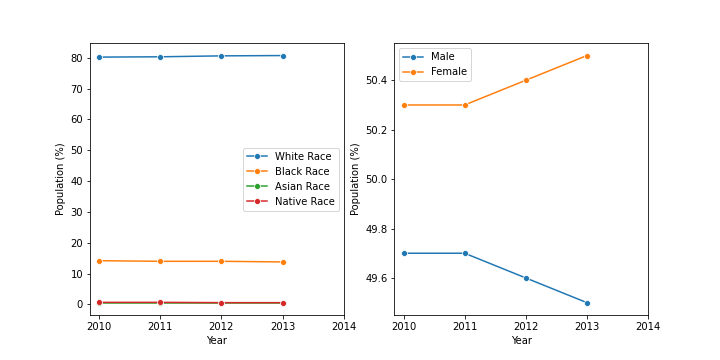 80
70
60
50
40
30
20
10
0
Population (%)
White Race
Black Race
Asian Race
Native Race
2010 2011 2012 2013 2014
Year
50.4
50.2
50.0
49.8
49.6
Population (%)
Male
Female
2010 2011 2012 2013 2014
Year